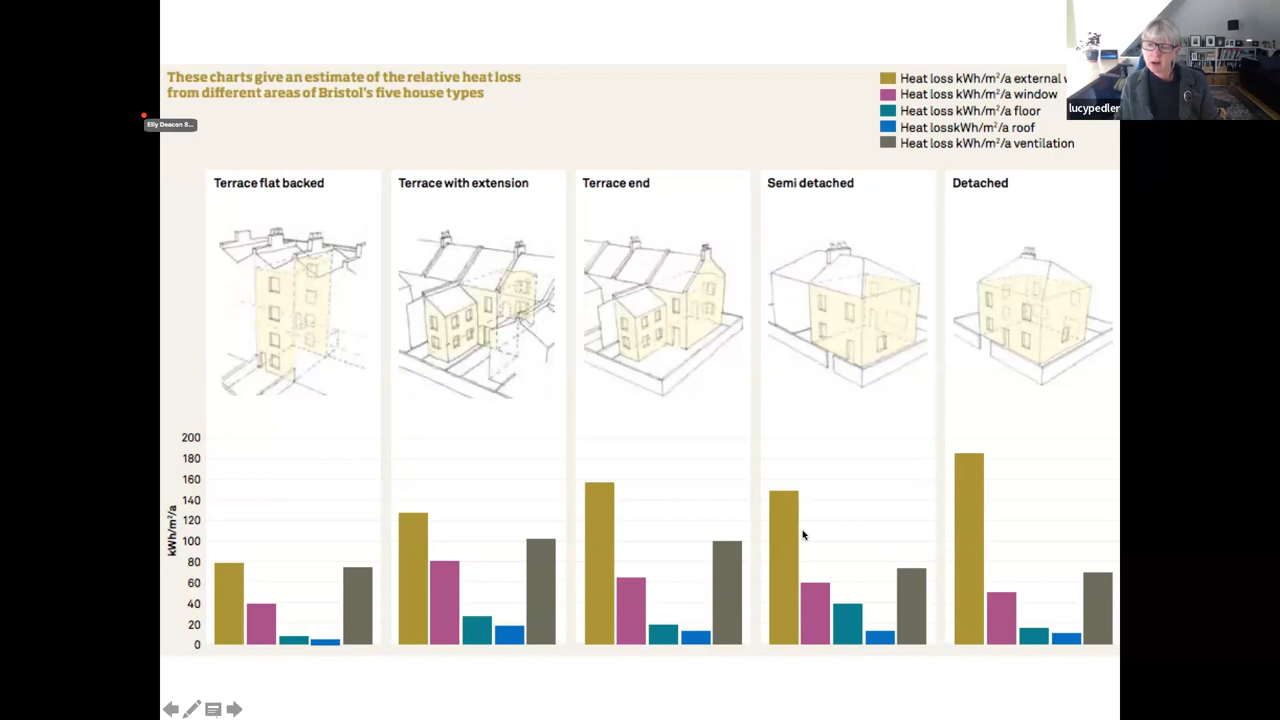 These charts give an estimate of the relative heat loss
from different areas of Bristol's five house types
Heat loss kWh/m²/a external
Heat loss kWh/m²/a window
Heat loss kWh/m²/a floor
Heat losskWh/m²/a roof
Heat loss kWh/m²/a ventilation
lucypedler
Elly Deacon S...
Terrace flat backed
Terrace with extension
Terrace end
Semi detached
Detached
kWh/m²/a
200
180
160
140
120
100
80
60
40
20
0